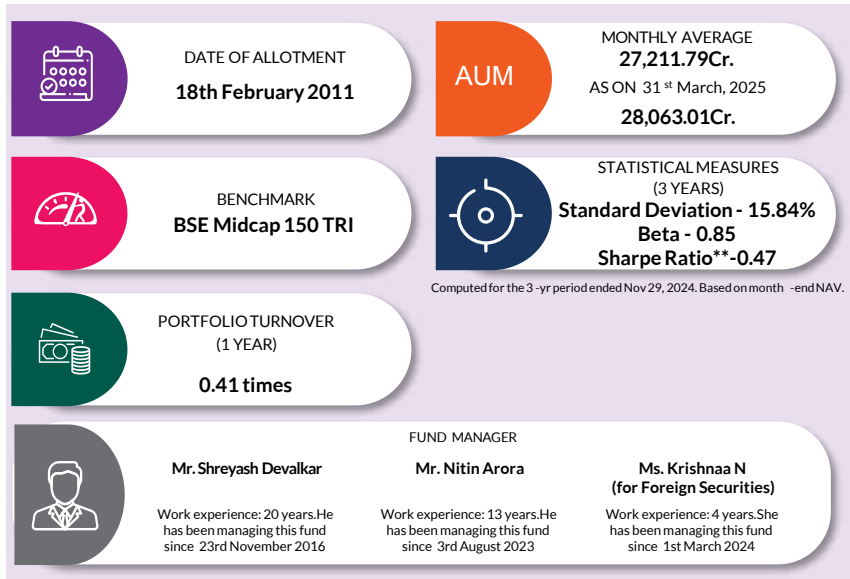 DATE OF ALLOTMENT
18th February 2011
AUM
MONTHLY AVERAGE
27,211.79Cr.
AS ON 31 st March, 2025
28,063.01Cr.
BENCHMARK
BSE Midcap 150 TRI
STATISTICAL MEASURES
(3 YEARS)
Standard Deviation - 15.84%
Beta - 0.85
Sharpe Ratio**-0.47
Computed for the 3 -yr period ended Nov 29, 2024. Based on month -end NAV.
PORTFOLIO TURNOVER
(1 YEAR)
0.41 times
FUND MANAGER
Mr. Shreyash Devalkar
Work experience: 20 years.He
has been managing this fund
since 23rd November 2016
Mr. Nitin Arora
Work experience: 13 years.He
has been managing this fund
since 3rd August 2023
Ms. Krishnaa N
(for Foreign Securities)
Work experience: 4 years.She
has been managing this fund
since 1st March 2024